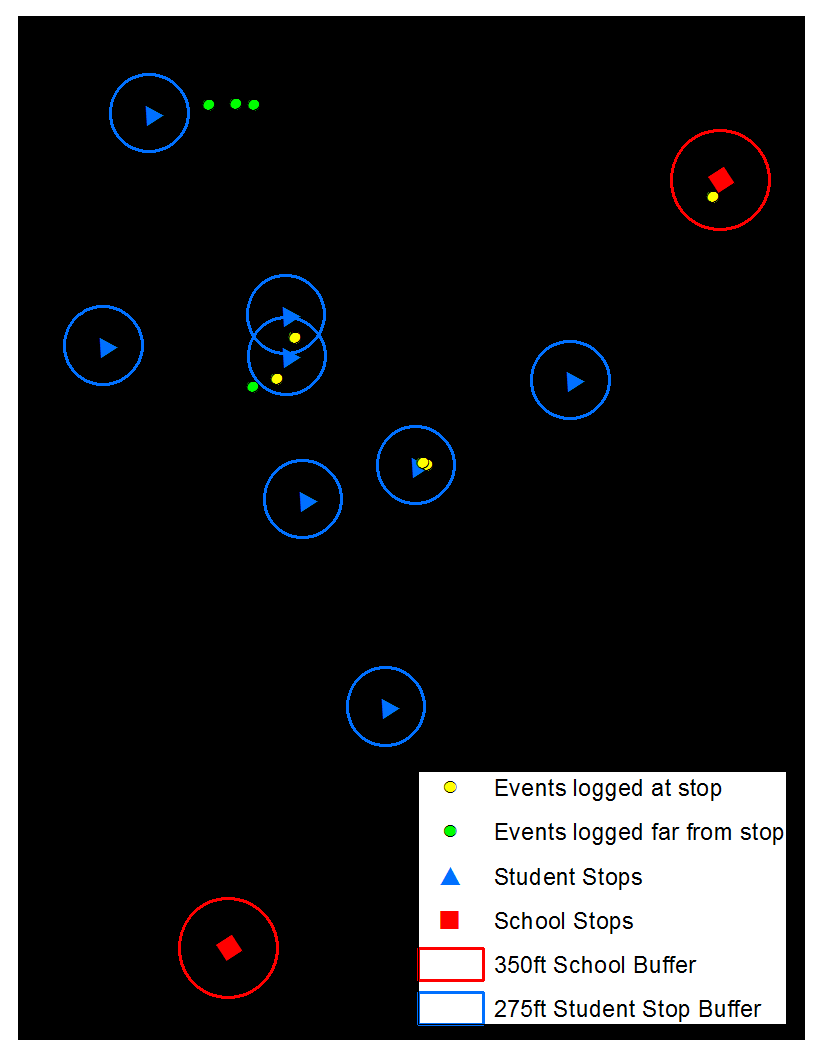 Events logged at stop
Events logged far from stop
Student Stops
School Stops
350ft School Buffer
275ft Student Stop Buffer